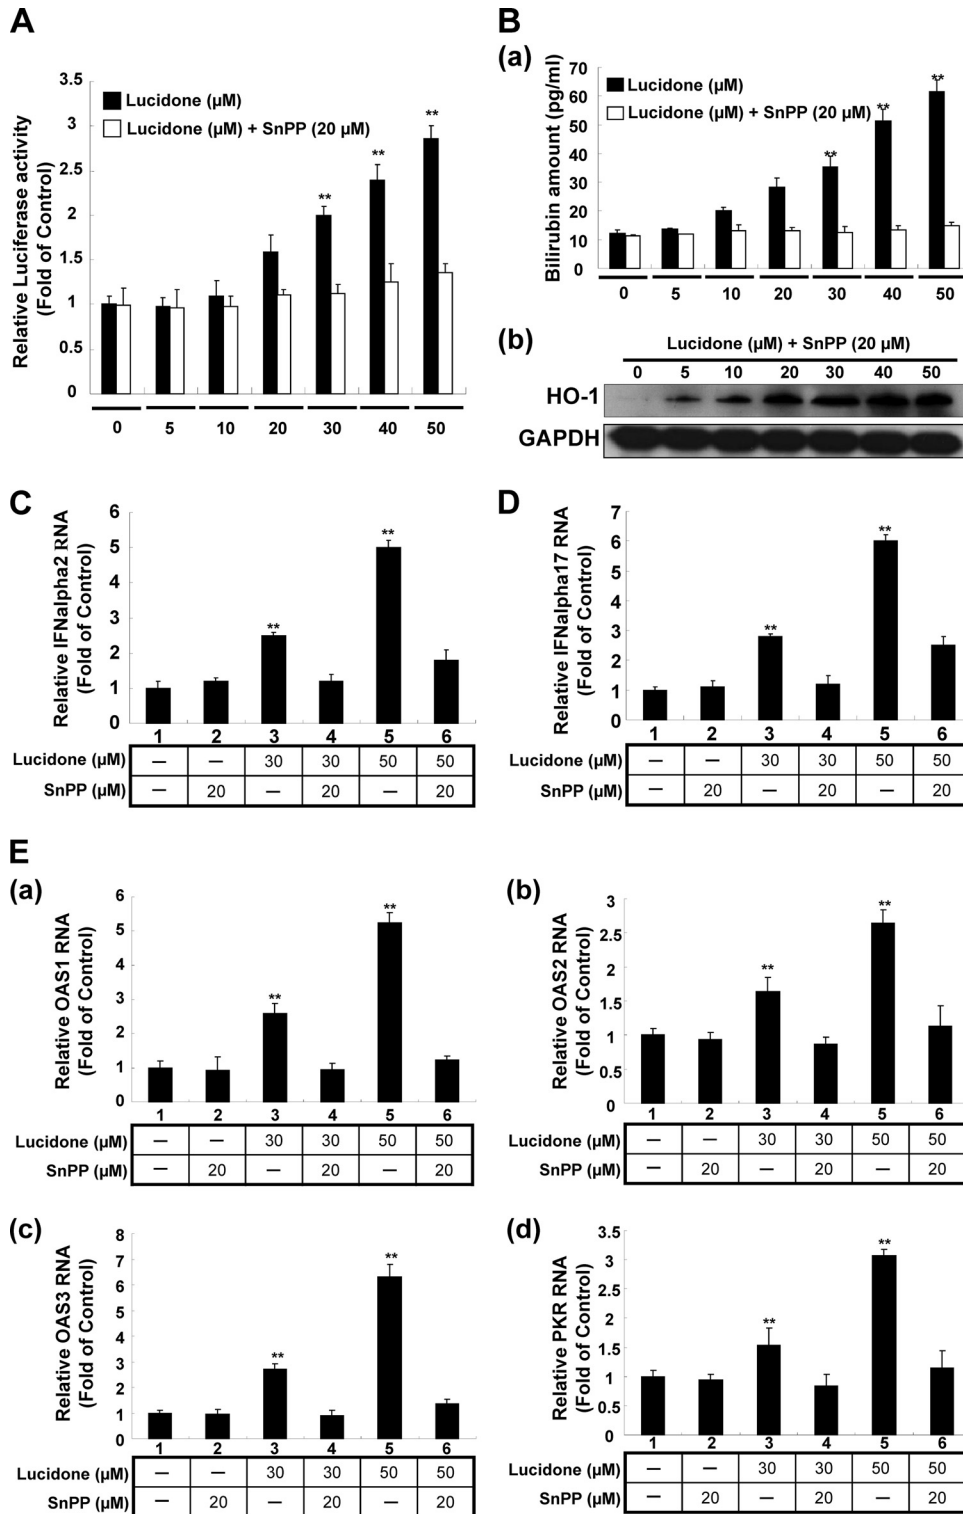 A
Relative Luciferase activity
(Fold of Control)
3.5
3
2.5
2
1.5
1
0.5
0
Lucidone (µM)
Lucidone (µM) + SnPP (20 µM)
**
**
**
0 5 10 20 30 40 50
B
(a)
Bilirubin amount (pg/ml)
70
60
50
40
30
20
10
0
Lucidone (µM)
Lucidone (µM) + SnPP (20 µM)
**
**
**
0 5 10 20 30 40 50
(b)
Lucidone (µM) + SnPP (20 µM)
0 5 10 20 30 40 50
HO-1
GAPDH
C
Relative IFNalpha2 RNA
(Fold of Control)
6
5
4
3
2
1
0
**
**
1 2 3 4 5 6
Lucidone (µM) — — 30 30 50 50
SnPP (µM) — 20 — 20 — 20
D
Relative IFNalpha17 RNA
(Fold of Control)
7
6
5
4
3
2
1
0
**
**
1 2 3 4 5 6
Lucidone (µM) — — 30 30 50 50
SnPP (µM) — 20 — 20 — 20
E
(a)
Relative OAS1 RNA
(Fold of Control)
6
5
4
3
2
1
0
**
**
1 2 3 4 5 6
Lucidone (µM) — — 30 30 50 50
SnPP (µM) — 20 — 20 — 20
(b)
Relative OAS2 RNA
(Fold of Control)
3
2.5
2
1.5
1
0.5
0
**
**
1 2 3 4 5 6
Lucidone (µM) — — 30 30 50 50
SnPP (µM) — 20 — 20 — 20
(c)
Relative OAS3 RNA
(Fold of Control)
8
7
6
5
4
3
2
1
0
**
**
1 2 3 4 5 6
Lucidone (µM) — — 30 30 50 50
SnPP (µM) — 20 — 20 — 20
(d)
Relative PKR RNA
(Fold of Control)
3.5
3
2.5
1.5
1
0.5
0
**
**
1 2 3 4 5 6
Lucidone (µM) — — 30 30 50 50
SnPP (µM) — 20 — 20 — 20